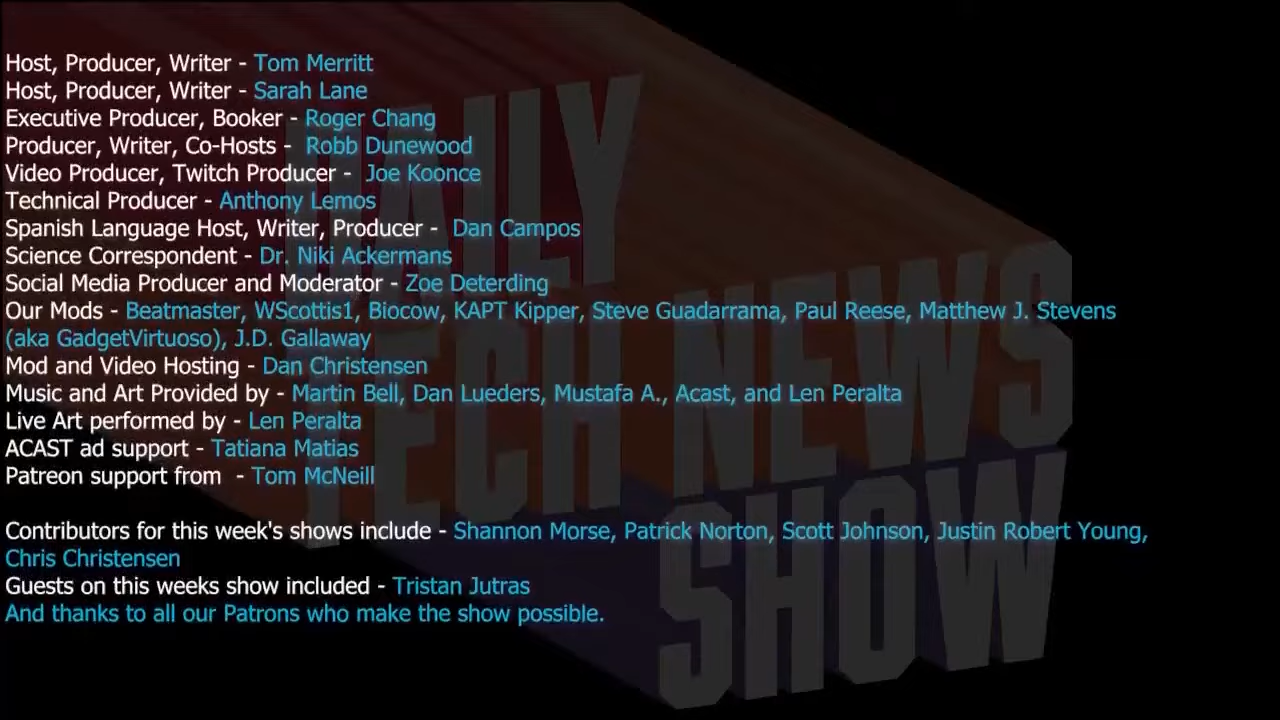 Host, Producer, Writer - Tom Merritt
Host, Producer, Writer - Sarah Lane
Executive Producer, Booker - Roger Chang
Producer, Writer, Co-Hosts - Robb Dunewood
Video Producer, Twitch Producer - Joe Koonce
Technical Producer - Anthony Lemos
Spanish Language Host, Writer, Producer - Dan Campos
Science Correspondent - Dr. Niki Ackermans
Social Media Producer and Moderator - Zoe Deterding
Our Mods - Beatmaster, WScottis1, Biocow, KAPT Kipper, Steve Guadarrama, Paul Reese, Matthew J. Stevens
(aka GadgetVirtuoso), J.D. Gallaway
Mod and Video Hosting - Dan Christensen
Music and Art Provided by - Martin Bell, Dan Lueders, Mustafa A., Acast, and Len Peralta
Live Art performed by - Len Peralta
ACAST ad support - Tatiana Matias
Patreon support from - Tom McNeill
Contributors for this week's shows include - Shannon Morse, Patrick Norton, Scott Johnson, Justin Robert Young,
Chris Christensen
Guests on this weeks show included - Tristan Jutras
And thanks to all our Patrons who make the show possible.
DAILY
TECH NEWS
SHOW